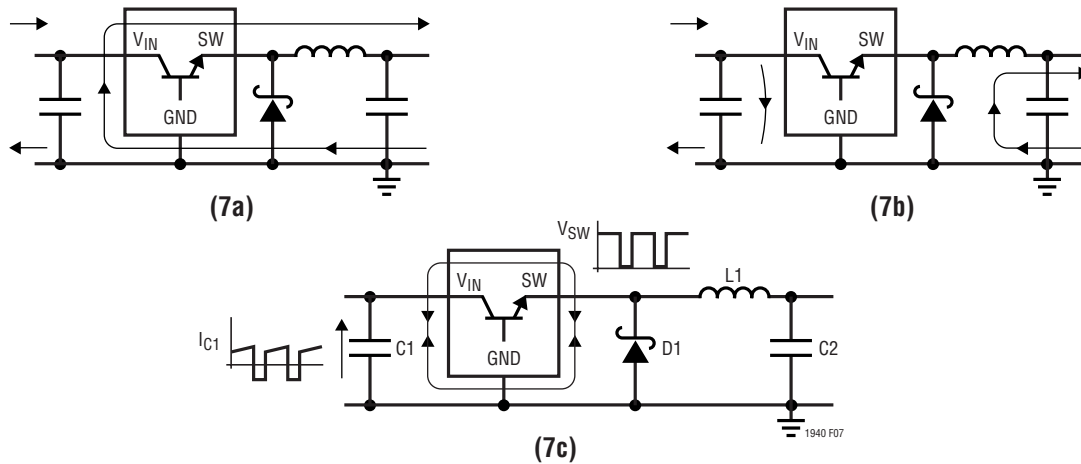 V_IN SW
GND
(7a)
V_IN SW
GND
(7b)
V_SW
L1
V_IN SW
I_C1
C1
GND
D1
C2
1940 F07
(7c)